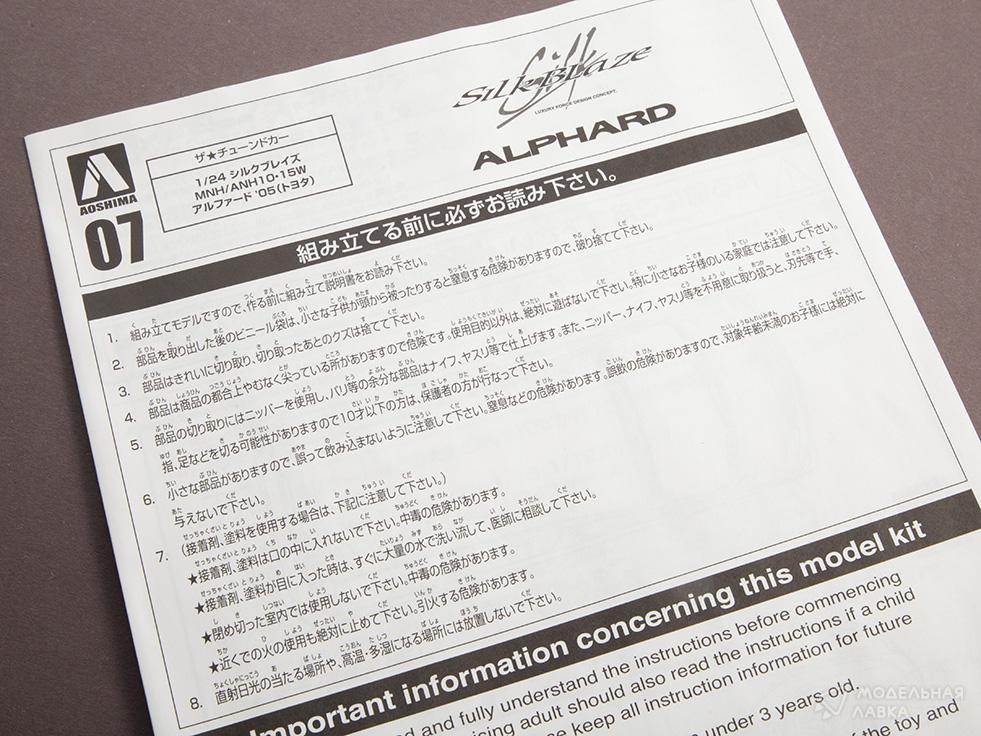 SilkBLaze
LUXURY FORCE DESIGN CONCEPT.
ALPHARD
AOSHIMA
07
ザ★チューンドカー
1/24 シルクブレイズ
MNH/ANH10・15W
アルファード '05(トヨタ)
組み立てる前に必ずお読み下さい。
1. 組み立てモデルですので、作る前に組み立て説明書をお読み下さい。
2. 部品を取り出した後のビニール袋は、小さな子供が頭から被ったりすると窒息する危険がありますので、破り捨てて下さい。
3. 部品はきれいに切り取り、切り取ったあとのクズは捨てて下さい。
4. 部品は商品の都合上やむなく尖っている所がありますので危険です。使用目的以外は、絶対に遊ばないで下さい。特に小さなお子様のいる家庭では注意して下さい。
5. 部品の切り取りにはニッパーを使用し、バリ等の余分な部品はナイフ、ヤスリ等で仕上げます。また、ニッパー、ナイフ、ヤスリ等を不用意に取り扱うと、刃先等で手、
指、足などを切る可能性がありますので10才以下の方は、保護者の方が行なって下さい。
6. 小さな部品がありますので、誤って飲み込まないように注意して下さい。窒息などの危険があります。誤飲の危険がありますので、対象年齢未満のお子様には絶対に
与えないで下さい。
7. (接着剤、塗料を使用する場合は、下記に注意して下さい。)
★接着剤、塗料は口の中に入れないで下さい。中毒の危険があります。
★接着剤、塗料が目に入った時は、すぐに大量の水で洗い流して、医師に相談して下さい。
★閉め切った室内では使用しないで下さい。中毒の危険があります。
★近くでの火の使用も絶対に止めて下さい。引火する危険があります。
8. 直射日光の当たる場所や、高温・多湿になる場所には放置しないで下さい。
Important information concerning this model kit
and fully understand the instructions before commencing
ising adult should also read the instructions if a child
se keep all instruction information for future
under 3 years old.
of the toy and
МОДЕЛЬНАЯ
ЛАВКА